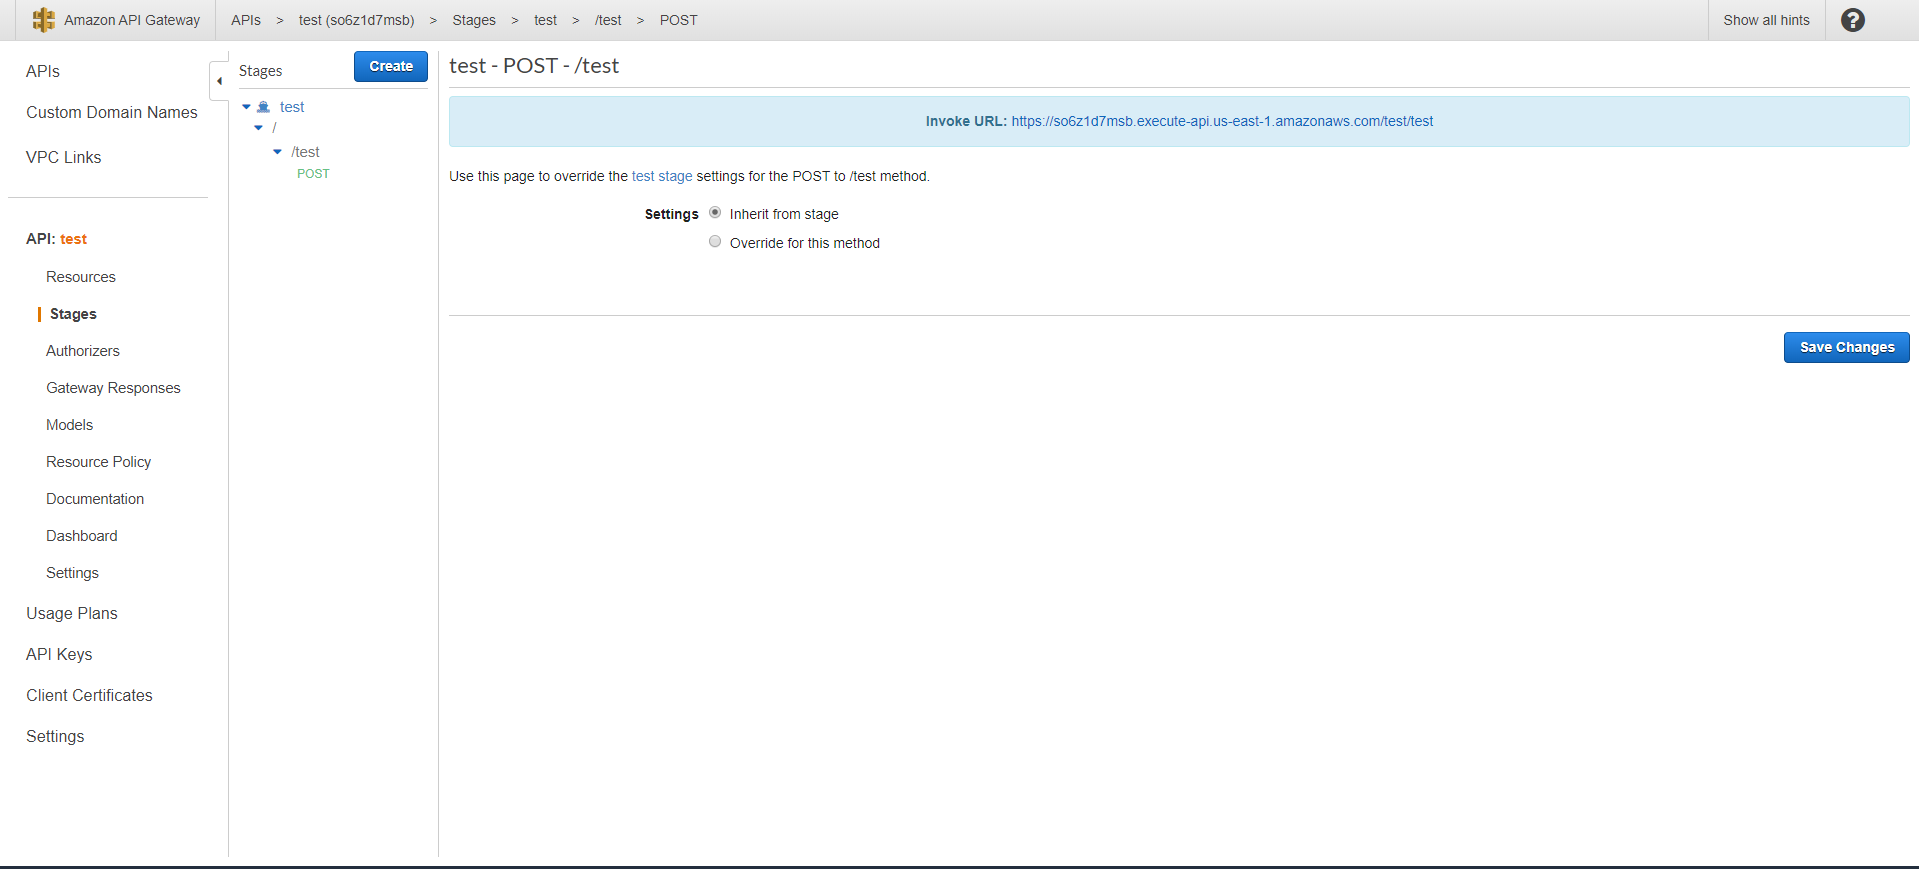 Amazon API Gateway
APIs > test (so6z1d7msb) > Stages > test > /test > POST
Show all hints
?
APIs
Custom Domain Names
VPC Links
API: test
Resources
Stages
Authorizers
Gateway Responses
Models
Resource Policy
Documentation
Dashboard
Settings
Usage Plans
API Keys
Client Certificates
Settings
Stages
Create
test
/
/test
POST
test - POST - /test
Invoke URL: https://so6z1d7msb.execute-api.us-east-1.amazonaws.com/test/test
Use this page to override the test stage settings for the POST to /test method.
Settings
Inherit from stage
Override for this method
Save Changes